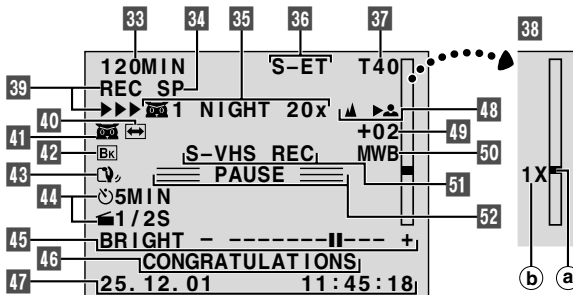 33 34 35 36 37 38
120MIN S-ET T40
39 REC SP
1 NIGHT 20x 48
40 +02 49
41
42 BK S-VHS REC MWB 50
43 PAUSE 51
44 5MIN 52
1/2S
45 BRIGHT - --------- +
46 CONGRATULATIONS
47 25.12.01 11:45:18
1X
b a